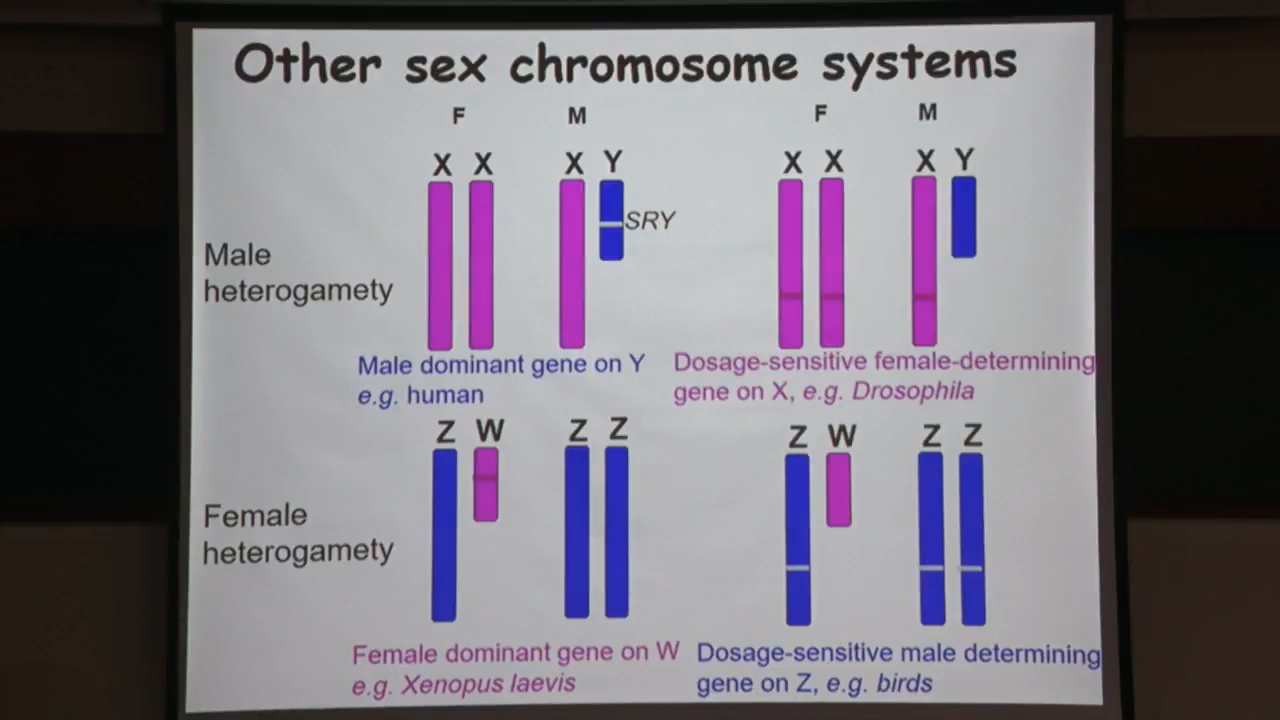 Other sex chromosome systems
F M F M
X X X Y X X X Y
SRY
Male
heterogamety
Male dominant gene on Y
e.g. human
Dosage-sensitive female-determining
gene on X, e.g. Drosophila
Z W Z Z Z W Z Z
Female
heterogamety
Female dominant gene on W
e.g. Xenopus laevis
Dosage-sensitive male determining
gene on Z, e.g. birds